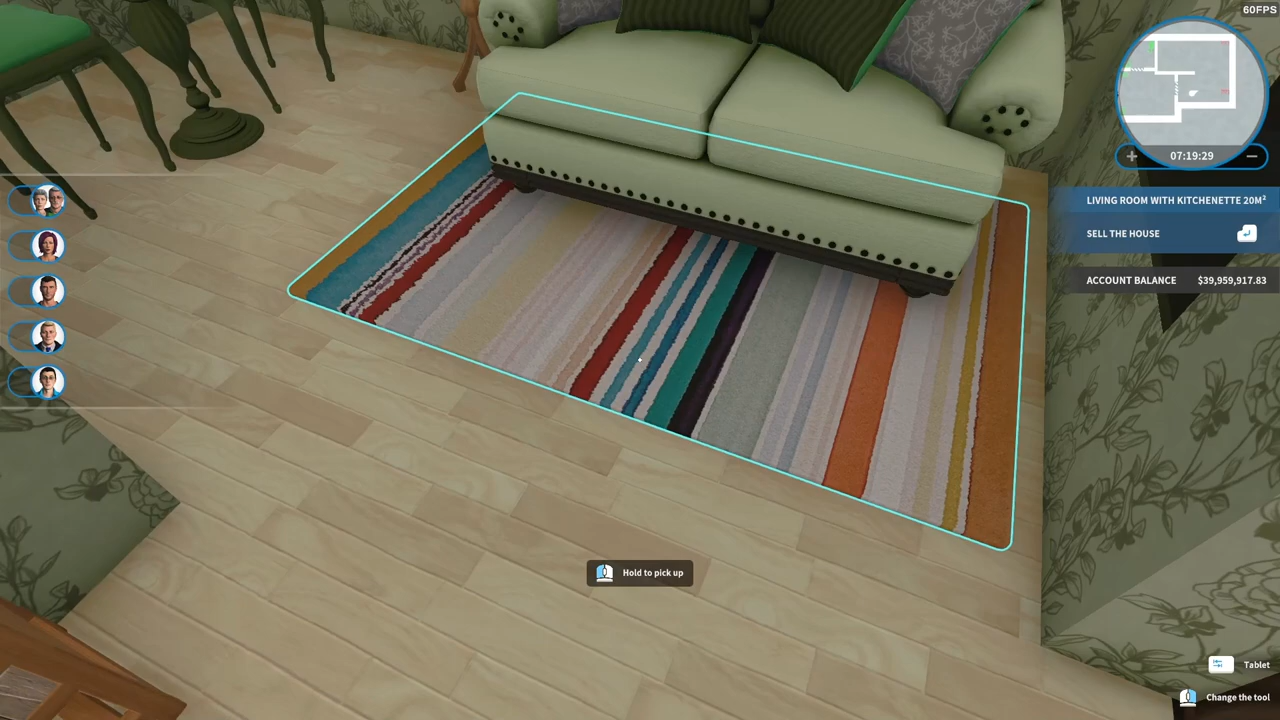 60FPS
07:19:29
LIVING ROOM WITH KITCHENETTE 20M²
SELL THE HOUSE
ACCOUNT BALANCE $39,959,917.83
Hold to pick up
Tablet
Change the tool